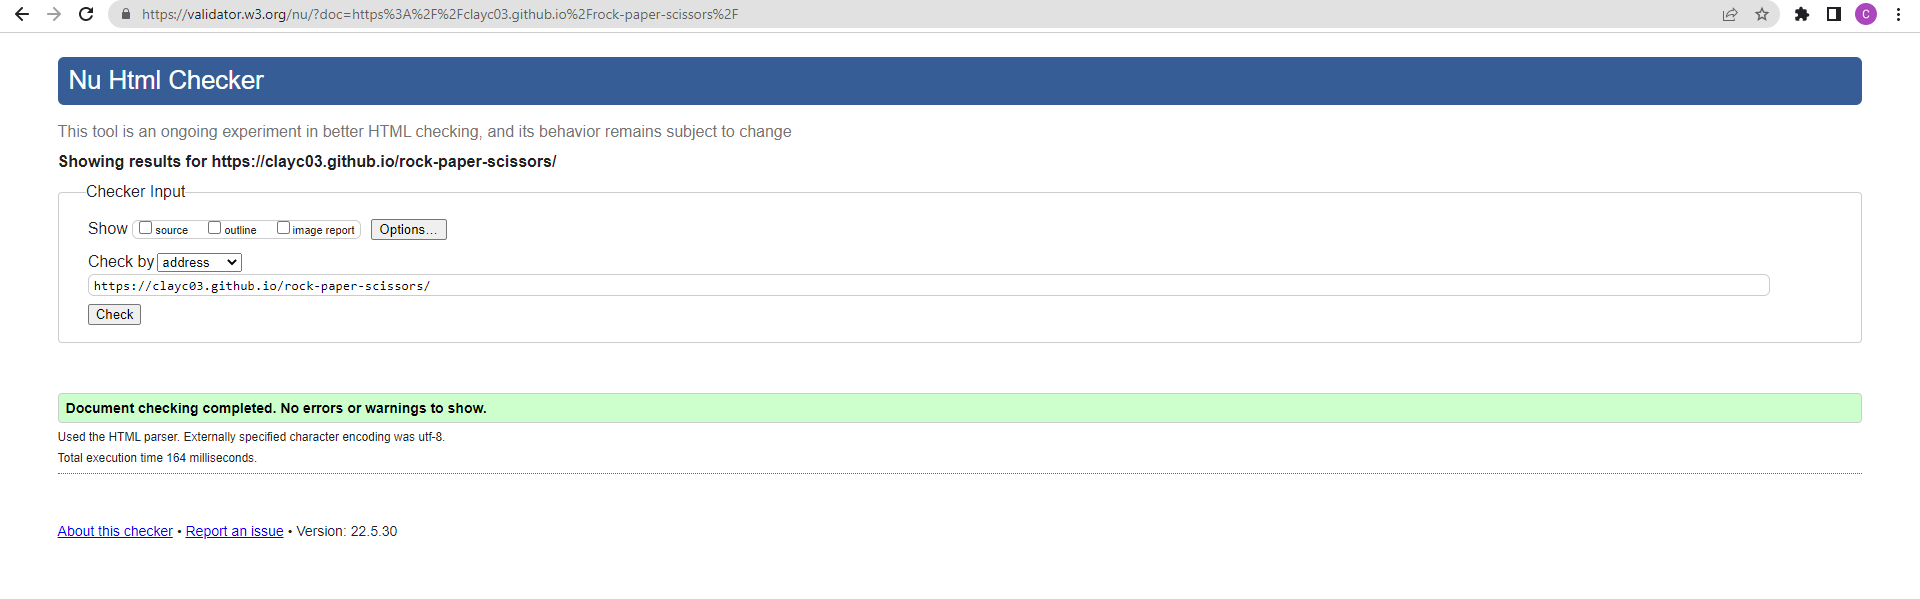 https://validator.w3.org/nu/?doc=https%3A%2F%2Fclayc03.github.io%2Frock-paper-scissors%2F
C
Nu Html Checker
This tool is an ongoing experiment in better HTML checking, and its behavior remains subject to change
Showing results for https://clayc03.github.io/rock-paper-scissors/
Checker Input
Show source outline image report Options...
Check by address
https://clayc03.github.io/rock-paper-scissors/
Check
Document checking completed. No errors or warnings to show.
Used the HTML parser. Externally specified character encoding was utf-8.
Total execution time 164 milliseconds.
About this checker • Report an issue • Version: 22.5.30